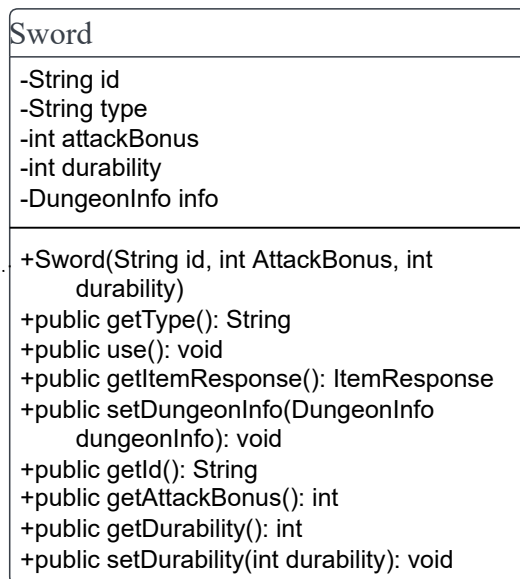 Sword
-String id
-String type
-int attackBonus
-int durability
-DungeonInfo info
+Sword(String id, int AttackBonus, int
durability)
+public getType(): String
+public use(): void
+public getItemResponse(): ItemResponse
+public setDungeonInfo(DungeonInfo
dungeonInfo): void
+public getId(): String
+public getAttackBonus(): int
+public getDurability(): int
+public setDurability(int durability): void